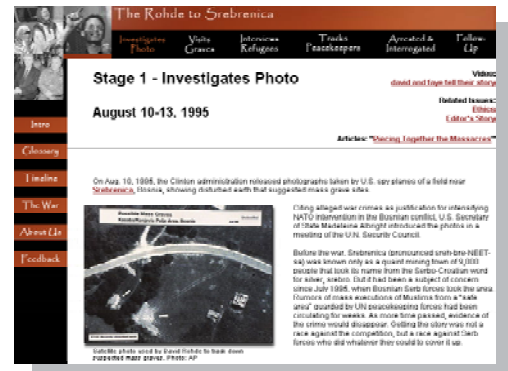 The Rohde to Srebrenica
Investigates Photo
Visits Graves
Interviews Refugees
Tracks Peacekeepers
Arrested & Interrogated
Follow-Up
Stage 1 - Investigates Photo
August 10-13, 1995
Video:
david and faye tell their story
Related Issues:
Ethics
Editor's Story
Articles: "Piecing Together the Massacres"
Intro
Glossary
Timeline
The War
About Us
Feedback
On Aug. 10, 1995, the Clinton administration released photographs taken by U.S. spy planes of a field near
Srebrenica, Bosnia, showing disturbed earth that suggested mass grave sites.
Possible Mass Graves
Satellite photo used by David Rohde to track down
suspected mass graves. Photo: AP
Citing alleged war crimes as justification for intensifying
NATO intervention in the Bosnian conflict, U.S. Secretary
of State Madeleine Albright introduced the photos in a
meeting of the U.N. Security Council.
Before the war, Srebrenica (pronounced sreh-bre-NEET-
sa) was known only as a quaint mining town of 9,000
people that took its name from the Serbo-Croatian word
for silver, srebro. But it had been a subject of concern
since July 1995, when Bosnian Serb forces took the area.
Rumors of mass executions of Muslims from a "safe
area" guarded by UN peacekeeping forces had been
circulating for weeks. As more time passed, evidence of
the crime would disappear. Getting the story was not a
race against the competition, but a race against Serb
forces who did whatever they could to cover it up.